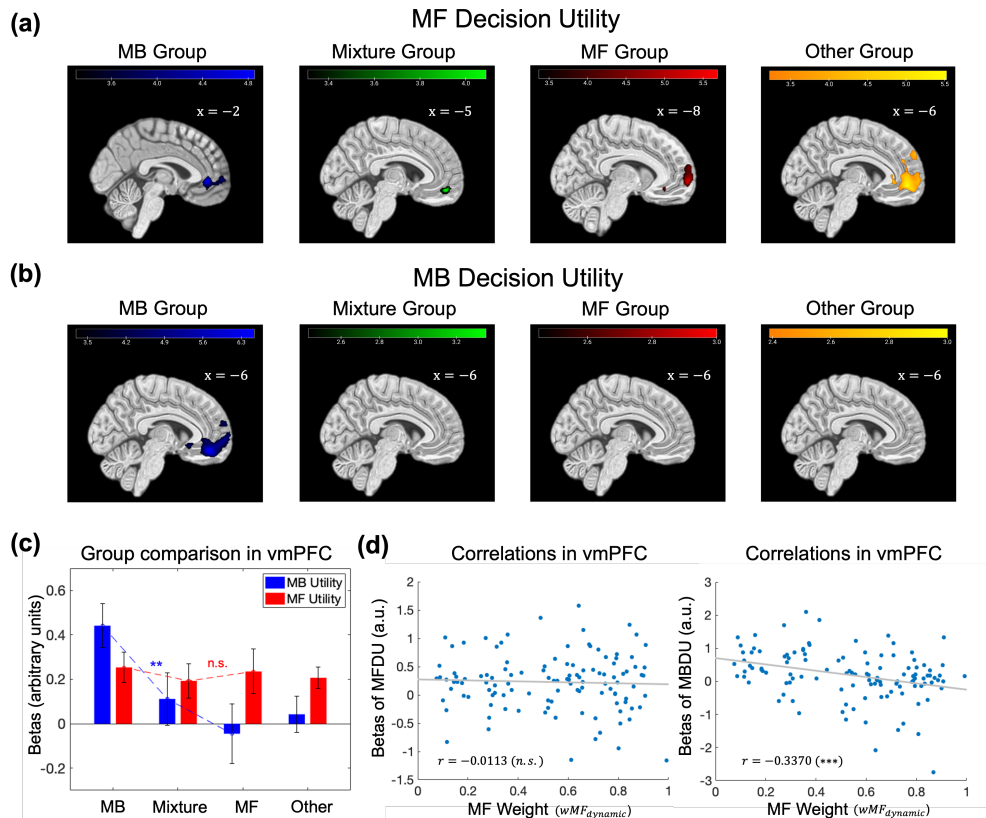 (a)
MF Decision Utility
MB Group
Mixture Group
MF Group
Other Group
3.6 4.0 4.4 4.8
3.4 3.6 3.8 4.0
3.5 4.0 4.5 5.0 5.5
3.5 4.0 4.5 5.0 5.5
x = −2
x = −5
x = −8
x = −6
(b)
MB Decision Utility
MB Group
Mixture Group
MF Group
Other Group
3.5 4.2 4.9 5.6 6.3
2.6 2.8 3.0 3.2
2.6 2.8 3.0
2.4 2.6 2.8 3.0
x = −6
x = −6
x = −6
x = −6
(c)
Group comparison in vmPFC
Betas (arbitrary units)
0.6
0.4
0.2
0
-0.2
MB Utility
MF Utility
**
n.s.
MB Mixture MF Other
(d)
Correlations in vmPFC
Betas of MFDU (a.u.)
2
1.5
1
0.5
0
-0.5
-1
-1.5
r = −0.0113 (n.s.)
0 0.2 0.4 0.6 0.8 1
MF Weight (wMFdynamic)
Correlations in vmPFC
Betas of MBDU (a.u.)
3
2
1
0
-1
-2
-3
r = −0.3370 (***)
0 0.2 0.4 0.6 0.8 1
MF Weight (wMFdynamic)